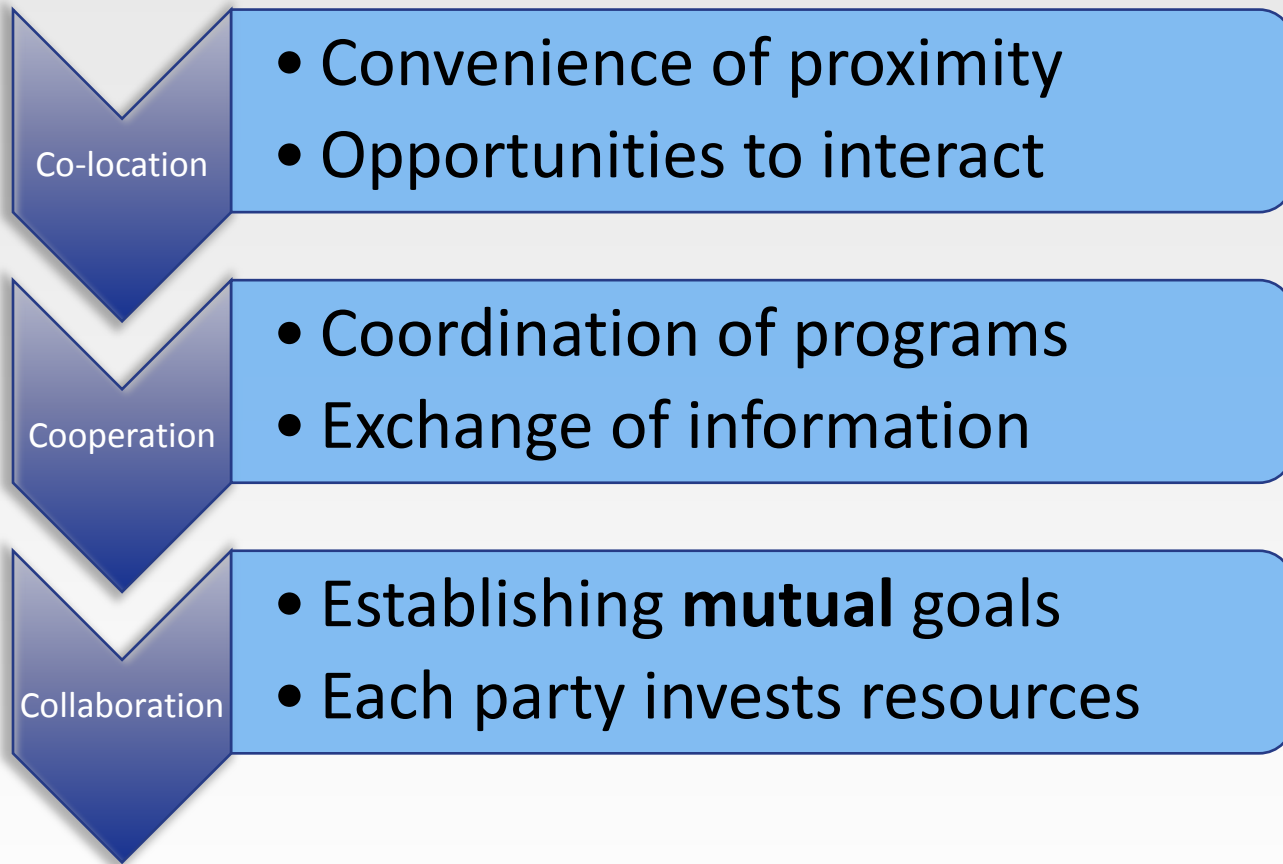 Co-location
• Convenience of proximity
• Opportunities to interact
Cooperation
• Coordination of programs
• Exchange of information
Collaboration
• Establishing mutual goals
• Each party invests resources